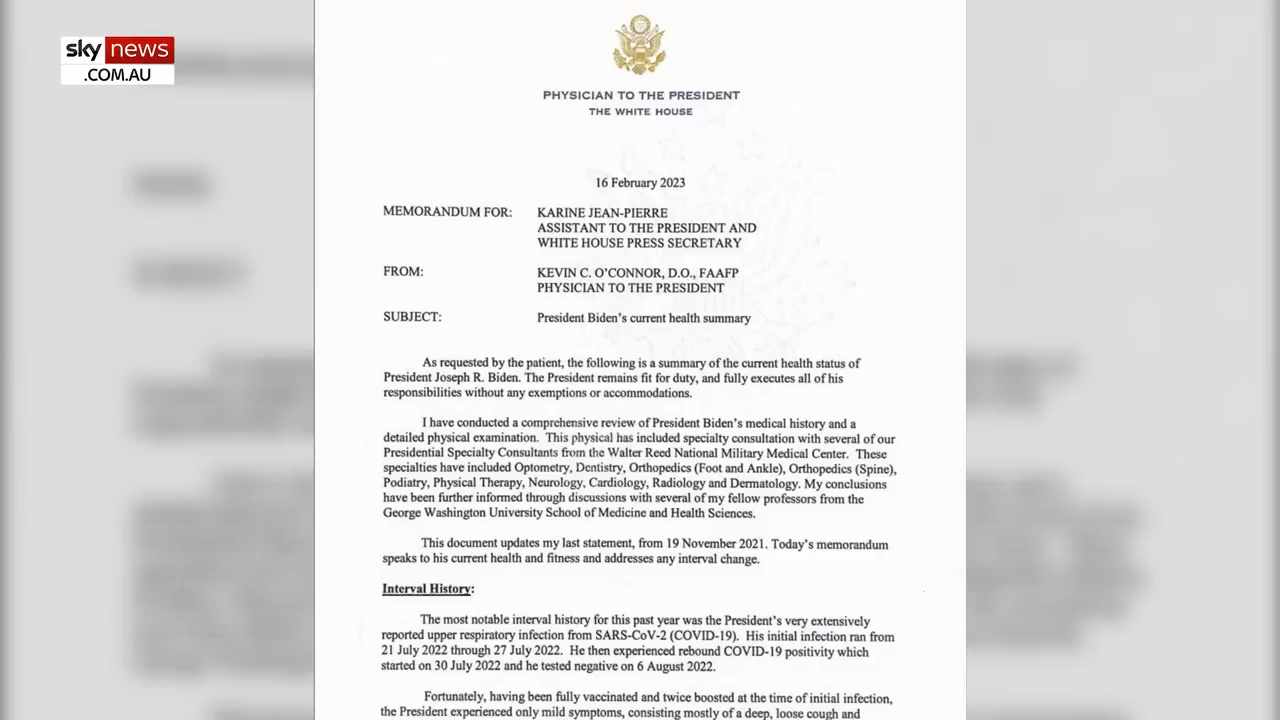 sky news
.COM.AU
PHYSICIAN TO THE PRESIDENT
THE WHITE HOUSE
16 February 2023
MEMORANDUM FOR: KARINE JEAN-PIERRE
ASSISTANT TO THE PRESIDENT AND
WHITE HOUSE PRESS SECRETARY
FROM: KEVIN C. O'CONNOR, D.O., FAAFP
PHYSICIAN TO THE PRESIDENT
SUBJECT: President Biden's current health summary
As requested by the patient, the following is a summary of the current health status of
President Joseph R. Biden. The President remains fit for duty, and fully executes all of his
responsibilities without any exemptions or accommodations.
I have conducted a comprehensive review of President Biden's medical history and a
detailed physical examination. This physical has included specialty consultation with several of our
Presidential Specialty Consultants from the Walter Reed National Military Medical Center. These
specialties have included Optometry, Dentistry, Orthopedics (Foot and Ankle), Orthopedics (Spine),
Podiatry, Physical Therapy, Neurology, Cardiology, Radiology and Dermatology. My conclusions
have been further informed through discussions with several of my fellow professors from the
George Washington University School of Medicine and Health Sciences.
This document updates my last statement, from 19 November 2021. Today's memorandum
speaks to his current health and fitness and addresses any interval change.
Interval History:
The most notable interval history for this past year was the President's very extensively
reported upper respiratory infection from SARS-CoV-2 (COVID-19). His initial infection ran from
21 July 2022 through 27 July 2022. He then experienced rebound COVID-19 positivity which
started on 30 July 2022 and he tested negative on 6 August 2022.
Fortunately, having been fully vaccinated and twice boosted at the time of initial infection,
the President experienced only mild symptoms, consisting mostly of a deep, loose cough and